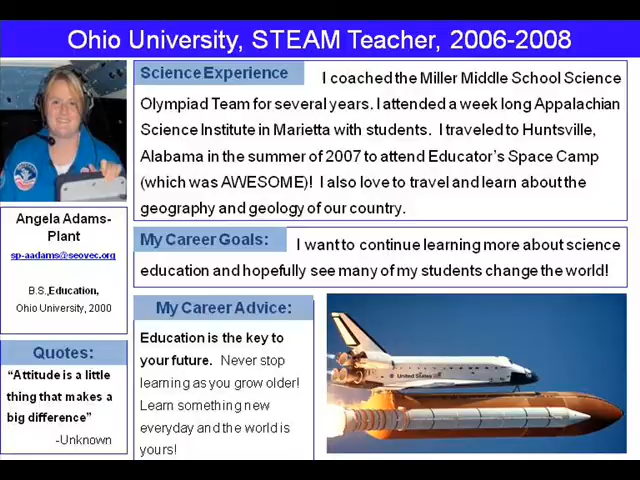 Ohio University, STEAM Teacher, 2006-2008
Science Experience
I coached the Miller Middle School Science
Olympiad Team for several years. I attended a week long Appalachian
Science Institute in Marietta with students. I traveled to Huntsville,
Alabama in the summer of 2007 to attend Educator's Space Camp
(which was AWESOME)! I also love to travel and learn about the
geography and geology of our country.
Angela Adams-
Plant
sp-aadams@seovec.org
B.S.,Education,
Ohio University, 2000
My Career Goals:
I want to continue learning more about science
education and hopefully see many of my students change the world!
Quotes:
“Attitude is a little
thing that makes a
big difference”
-Unknown
My Career Advice:
Education is the key to
your future. Never stop
learning as you grow older!
Learn something new
everyday and the world is
yours!
United States